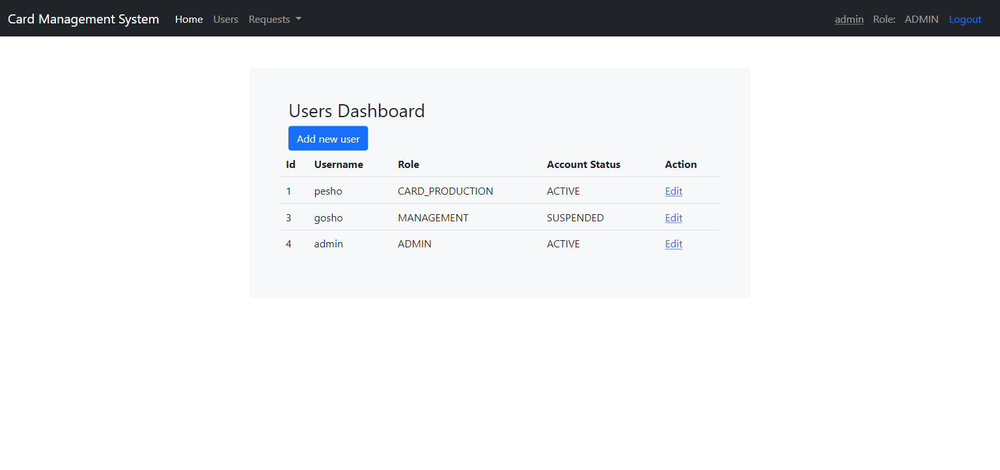 Card Management System Home Users Requests admin Role: ADMIN Logout
Users Dashboard
Add new user
Id Username Role Account Status Action
1 pesho CARD_PRODUCTION ACTIVE Edit
3 gosho MANAGEMENT SUSPENDED Edit
4 admin ADMIN ACTIVE Edit